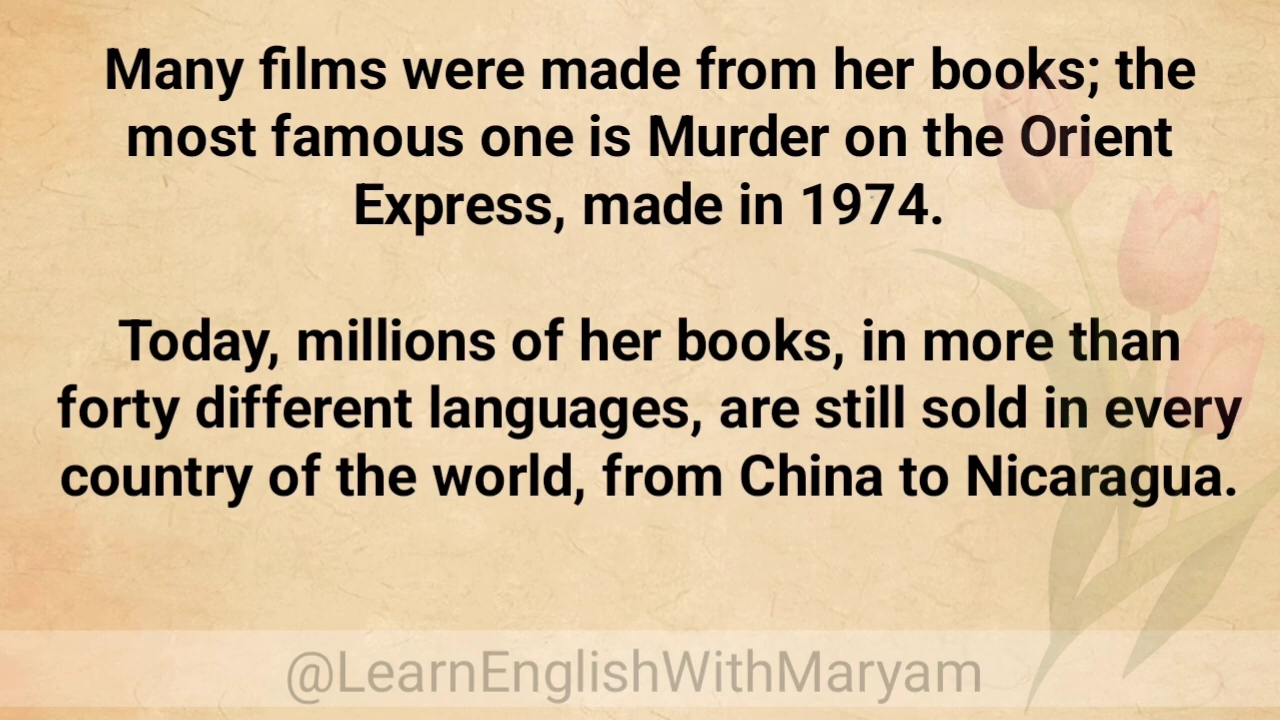 Many films were made from her books; the
most famous one is Murder on the Orient
Express, made in 1974.
Today, millions of her books, in more than
forty different languages, are still sold in every
country of the world, from China to Nicaragua.
@LearnEnglishWithMaryam